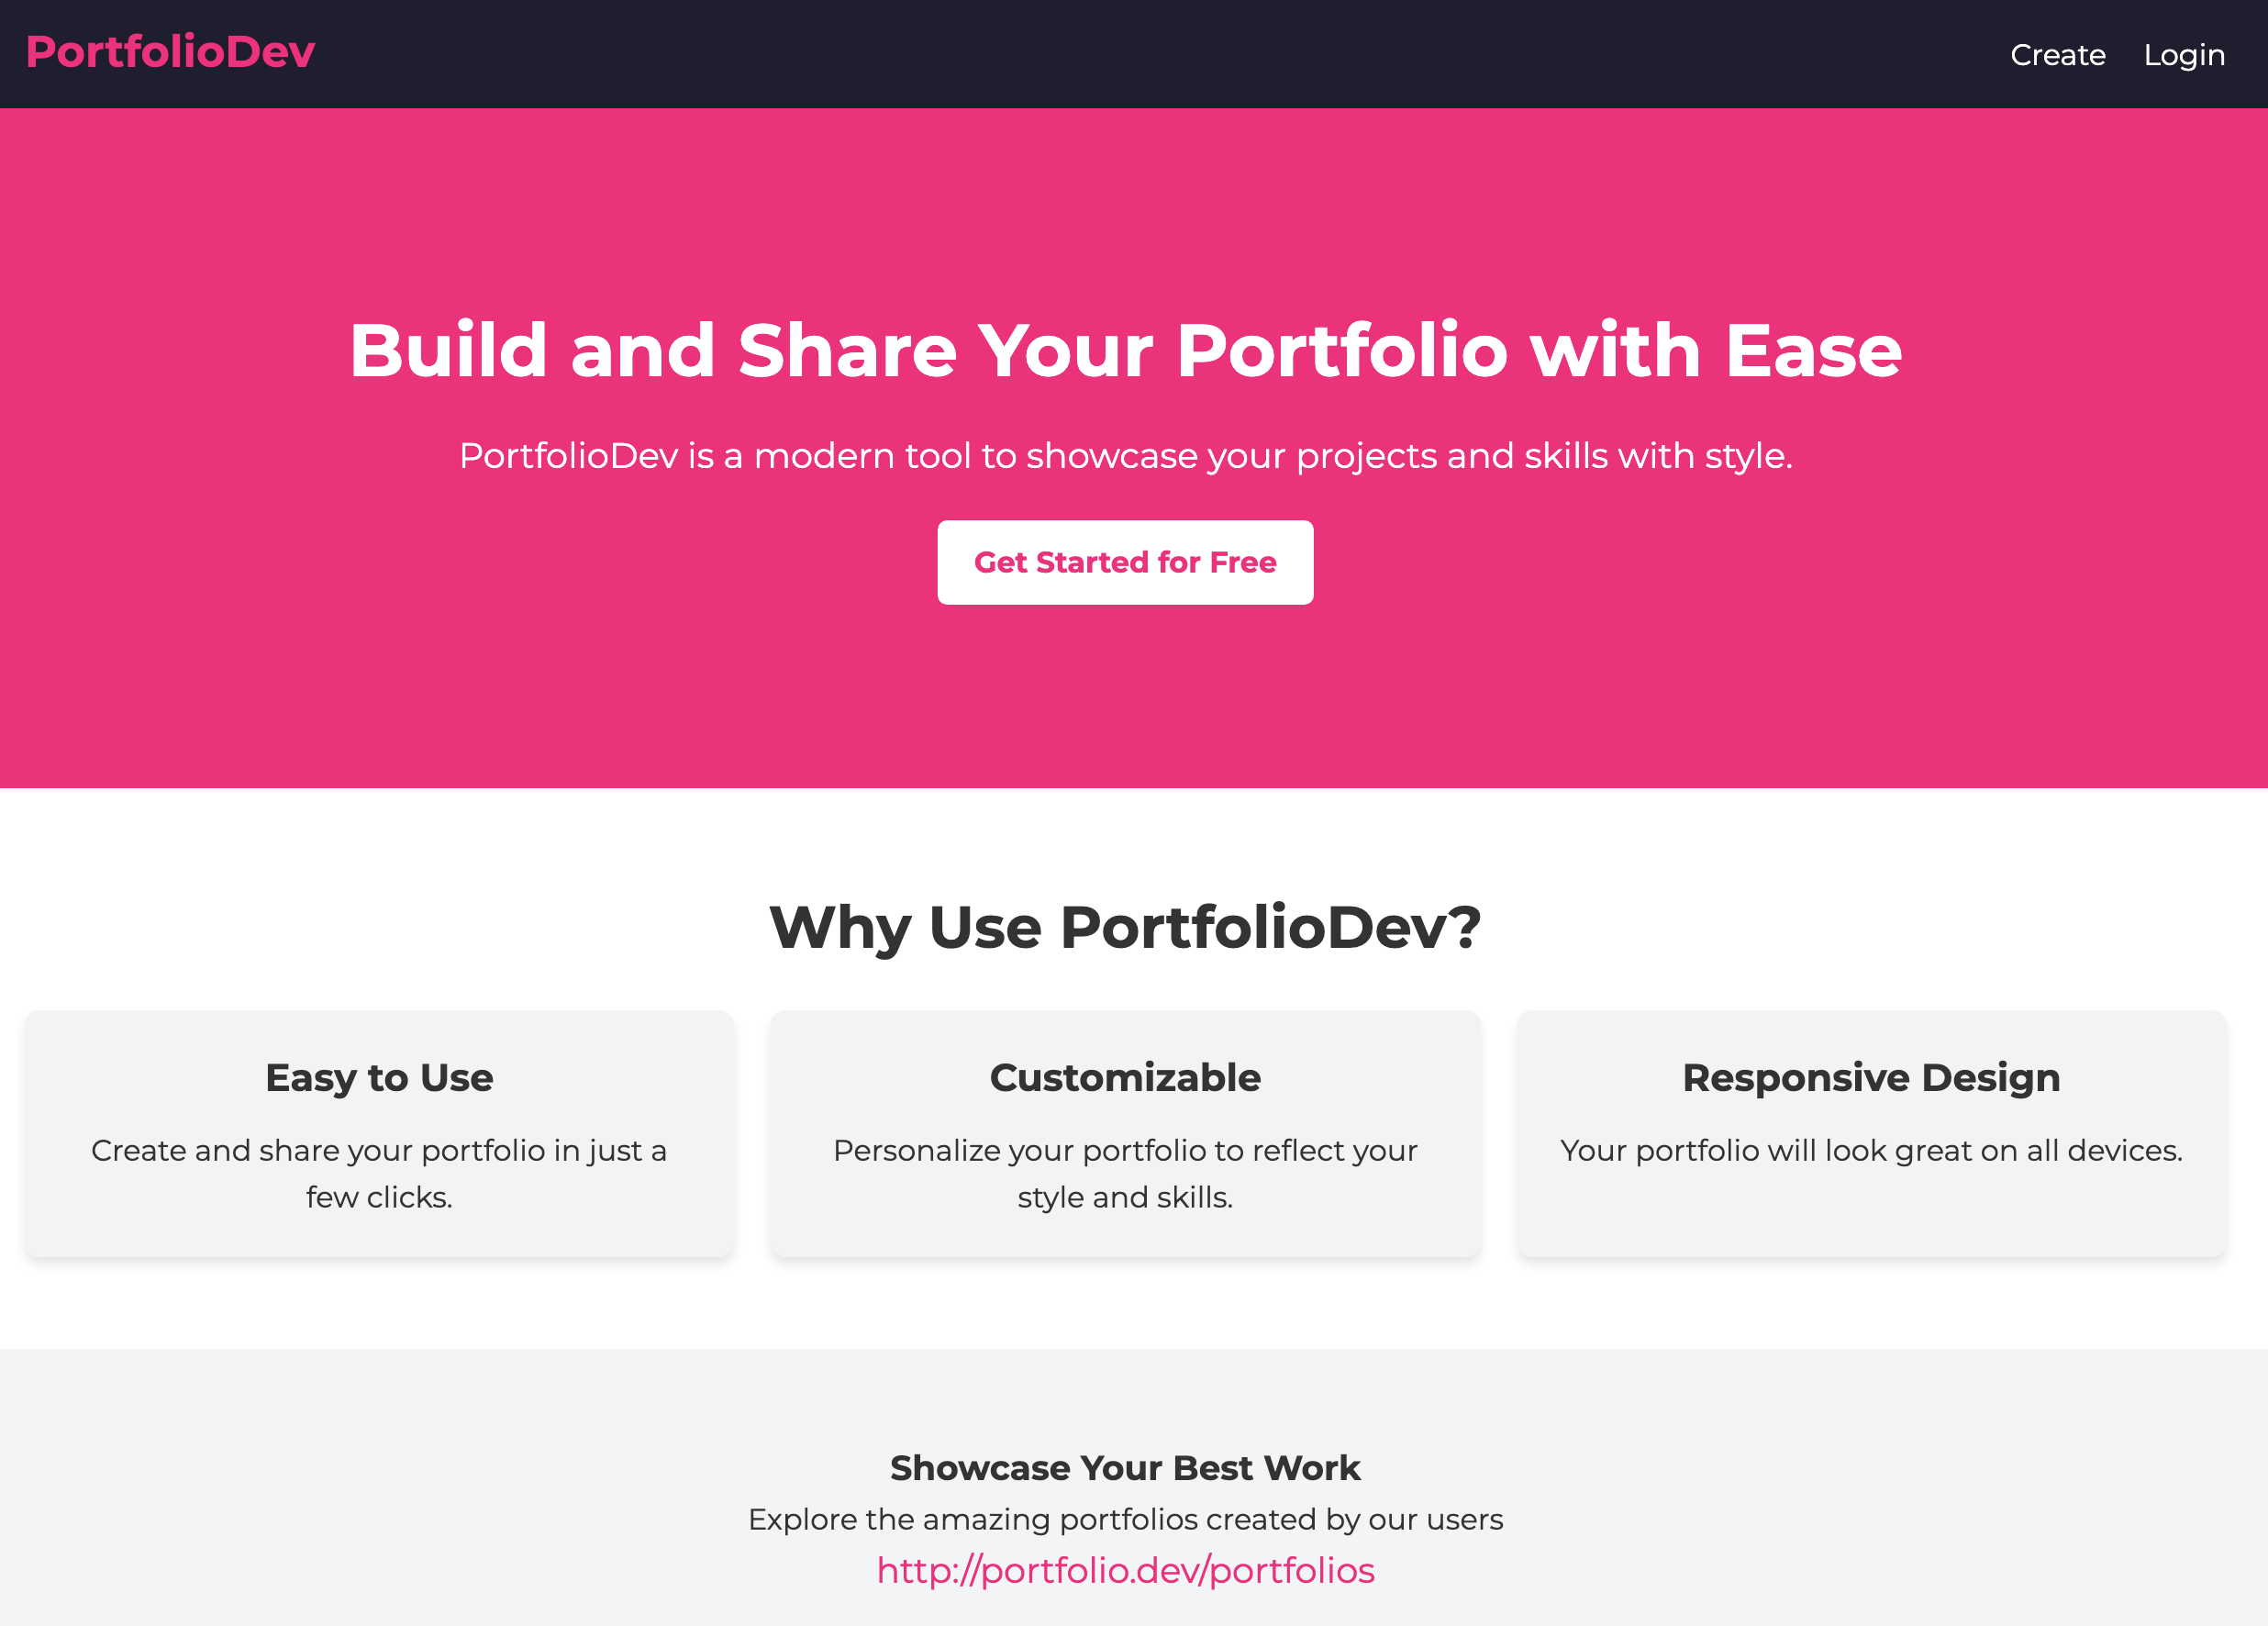 PortfolioDev
Create Login
Build and Share Your Portfolio with Ease
PortfolioDev is a modern tool to showcase your projects and skills with style.
Get Started for Free
Why Use PortfolioDev?
Easy to Use
Create and share your portfolio in just a
few clicks.
Customizable
Personalize your portfolio to reflect your
style and skills.
Responsive Design
Your portfolio will look great on all devices.
Showcase Your Best Work
Explore the amazing portfolios created by our users
http://portfolio.dev/portfolios